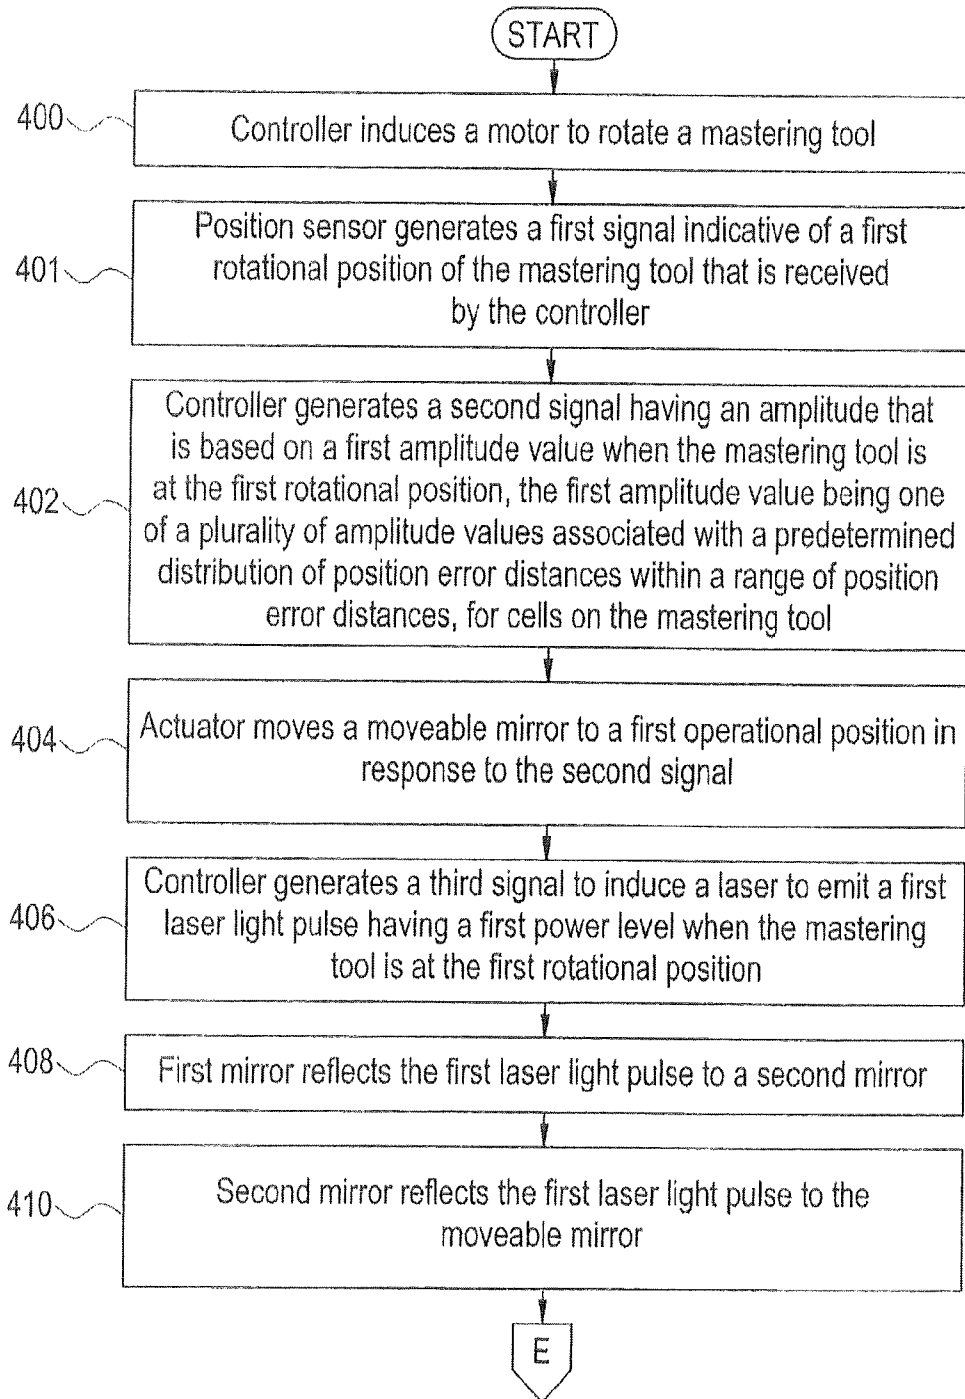 START
400
Controller induces a motor to rotate a mastering tool
401
Position sensor generates a first signal indicative of a first
rotational position of the mastering tool that is received
by the controller
402
Controller generates a second signal having an amplitude that
is based on a first amplitude value when the mastering tool is
at the first rotational position, the first amplitude value being one
of a plurality of amplitude values associated with a predetermined
distribution of position error distances within a range of position
error distances, for cells on the mastering tool
404
Actuator moves a moveable mirror to a first operational position in
response to the second signal
406
Controller generates a third signal to induce a laser to emit a first
laser light pulse having a first power level when the mastering
tool is at the first rotational position
408
First mirror reflects the first laser light pulse to a second mirror
410
Second mirror reflects the first laser light pulse to the
moveable mirror
E